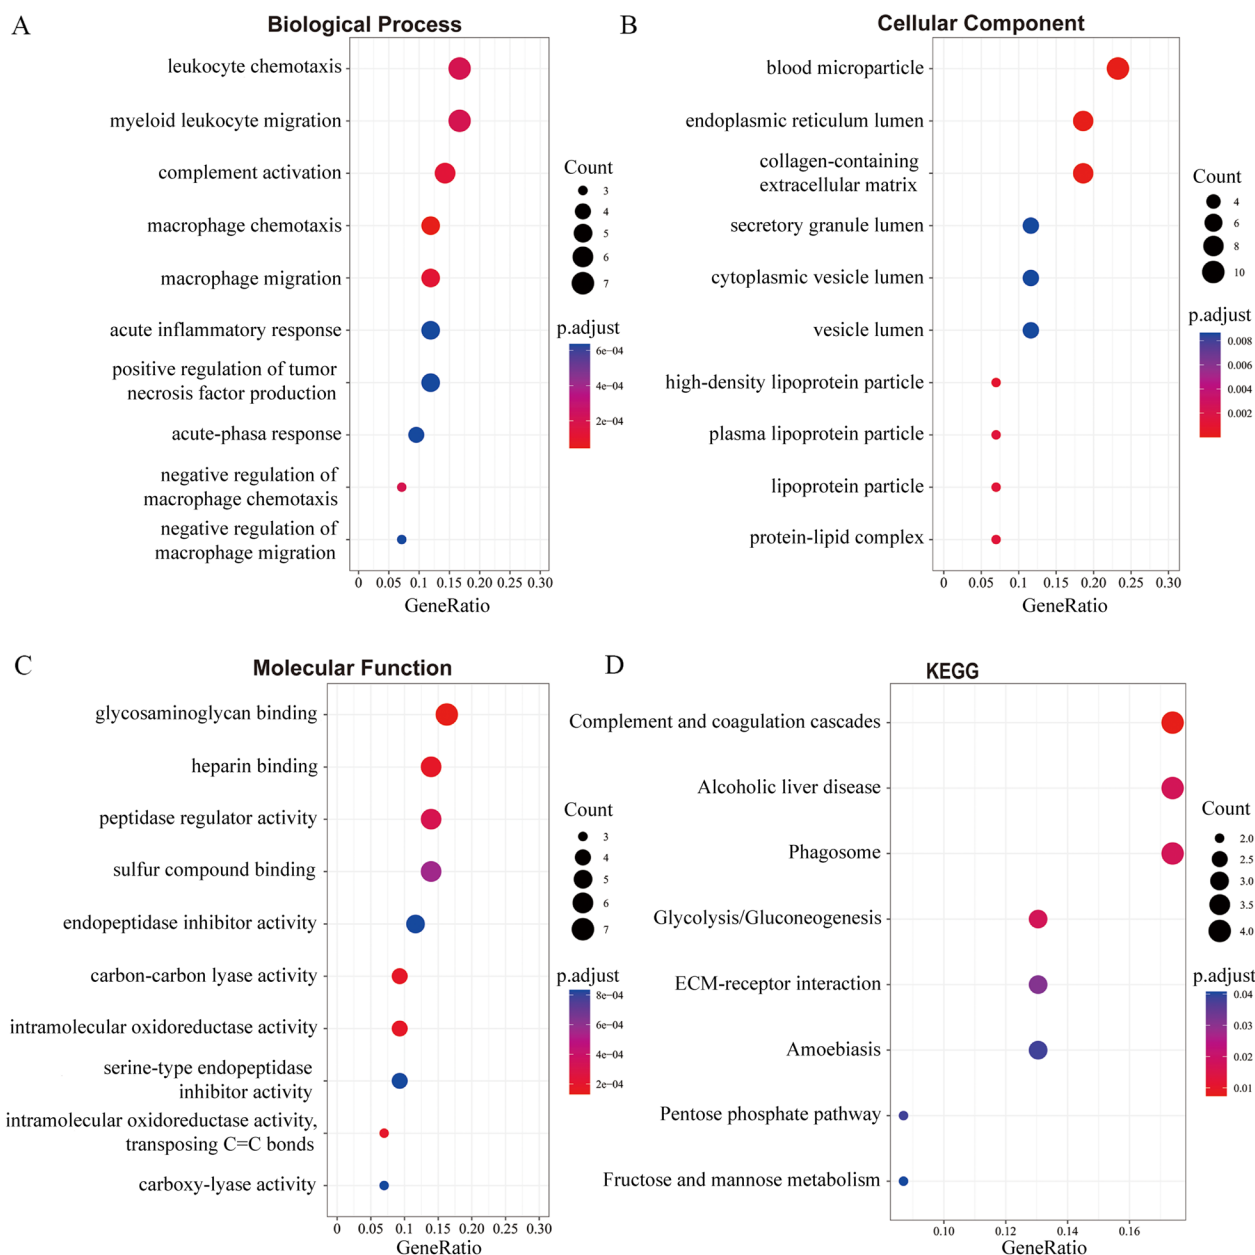 A
Biological Process
leukocyte chemotaxis
myeloid leukocyte migration
complement activation
macrophage chemotaxis
macrophage migration
acute inflammatory response
positive regulation of tumor
necrosis factor production
acute-phasa response
negative regulation of
macrophage chemotaxis
negative regulation of
macrophage migration
0 0.05 0.1 0.15 0.20 0.25 0.30
GeneRatio
Count
3
4
5
6
7
p.adjust
6e−04
4e−04
2e−04
B
Cellular Component
blood microparticle
endoplasmic reticulum lumen
collagen-containing
extracellular matrix
secretory granule lumen
cytoplasmic vesicle lumen
vesicle lumen
high-density lipoprotein particle
plasma lipoprotein particle
lipoprotein particle
protein-lipid complex
0 0.05 0.1 0.15 0.20 0.25 0.30
GeneRatio
Count
4
6
8
10
p.adjust
0.008
0.006
0.004
0.002
C
Molecular Function
glycosaminoglycan binding
heparin binding
peptidase regulator activity
sulfur compound binding
endopeptidase inhibitor activity
carbon-carbon lyase activity
intramolecular oxidoreductase activity
serine-type endopeptidase
inhibitor activity
intramolecular oxidoreductase activity,
transposing C=C bonds
carboxy-lyase activity
0 0.05 0.1 0.15 0.20 0.25 0.30
GeneRatio
Count
3
4
5
6
7
p.adjust
8e−04
6e−04
4e−04
2e−04
D
KEGG
Complement and coagulation cascades
Alcoholic liver disease
Phagosome
Glycolysis/Gluconeogenesis
ECM-receptor interaction
Amoebiasis
Pentose phosphate pathway
Fructose and mannose metabolism
0.10 0.12 0.14 0.16
GeneRatio
Count
2.0
2.5
3.0
3.5
4.0
p.adjust
0.04
0.03
0.02
0.01